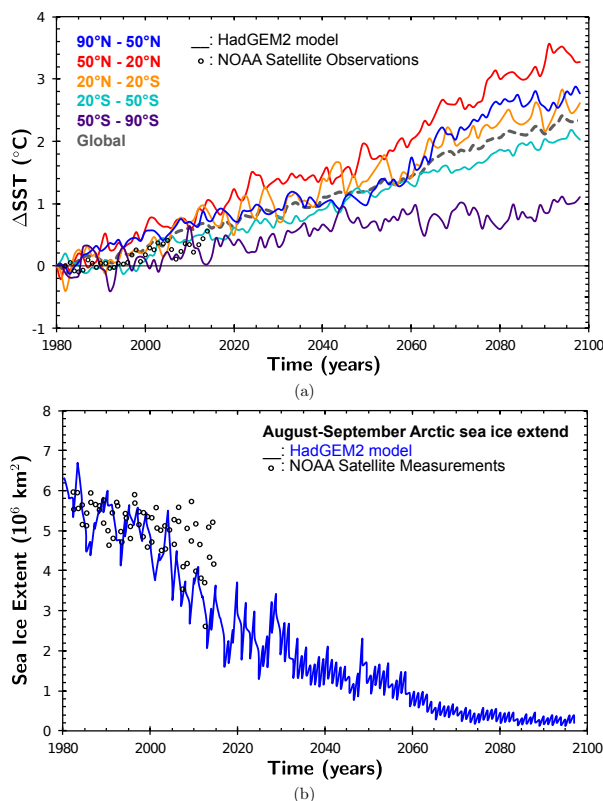 4
3
2
1
0
-1
ΔSST (°C)
90°N - 50°N
50°N - 20°N
20°N - 20°S
20°S - 50°S
50°S - 90°S
Global
__: HadGEM2 model
o: NOAA Satellite Observations
1980 2000 2020 2040 2060 2080 2100
Time (years)
(a)
8
7
6
5
4
3
2
1
0
Sea Ice Extent (10⁶ km²)
August-September Arctic sea ice extend
__: HadGEM2 model
o: NOAA Satellite Measurements
1980 2000 2020 2040 2060 2080 2100
Time (years)
(b)